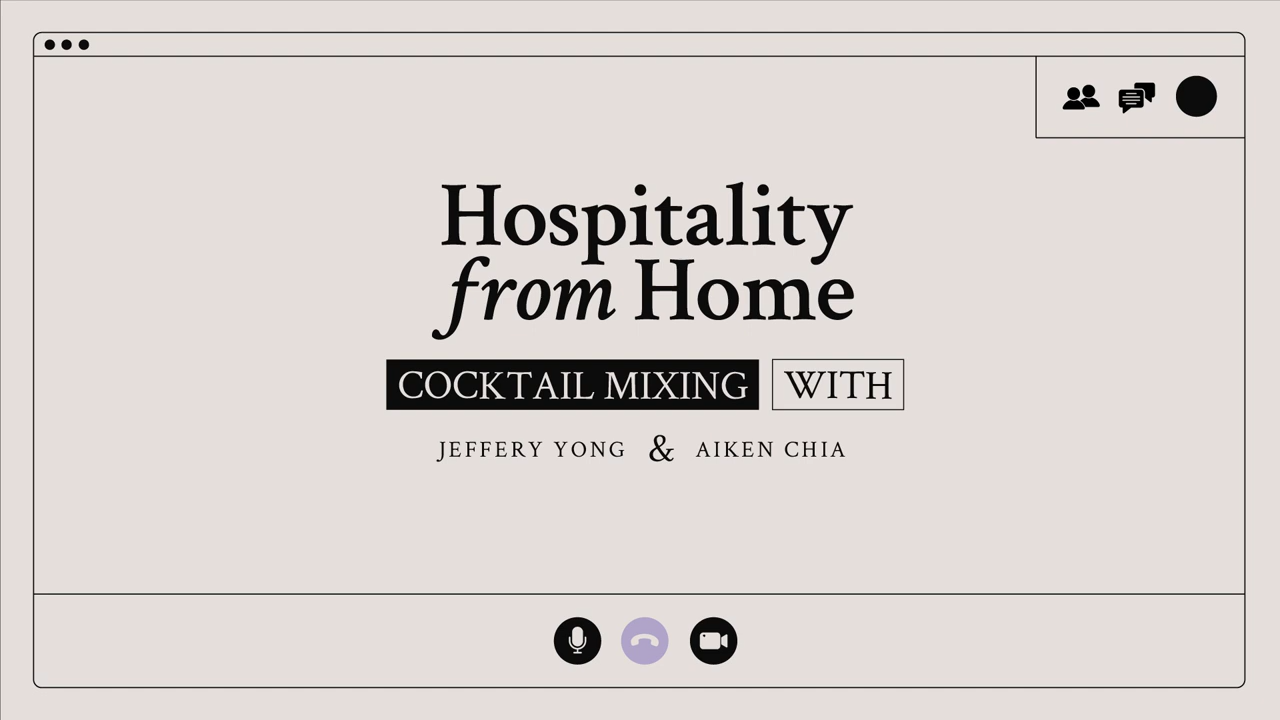 Hospitality
from Home
COCKTAIL MIXING WITH
JEFFERY YONG & AIKEN CHIA